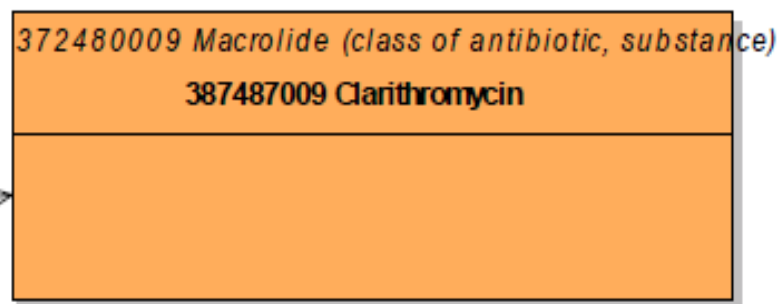 372480009 Macrolide (class of antibiotic, substance)
387487009 Clarithromycin